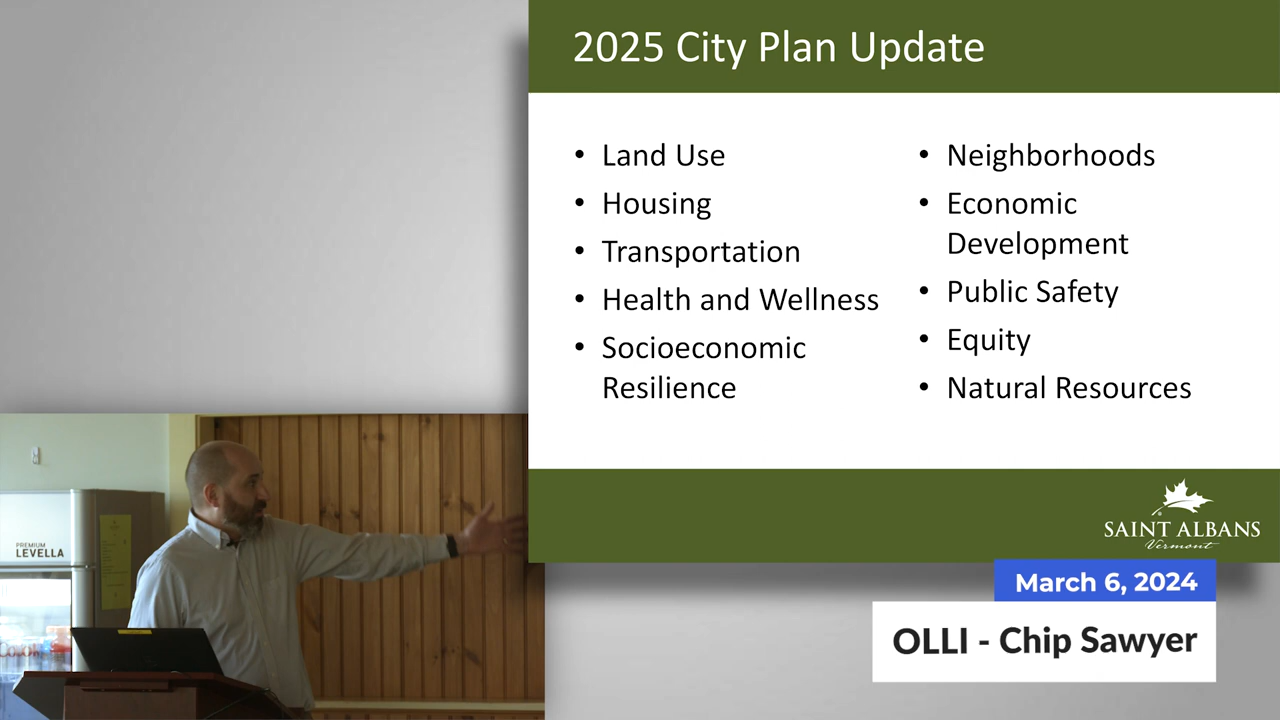 2025 City Plan Update
• Land Use
• Housing
• Transportation
• Health and Wellness
• Socioeconomic
Resilience
• Neighborhoods
• Economic
Development
• Public Safety
• Equity
• Natural Resources
SAINT ALBANS
Vermont
March 6, 2024
OLLI - Chip Sawyer
PREMIUM
LEVELLA